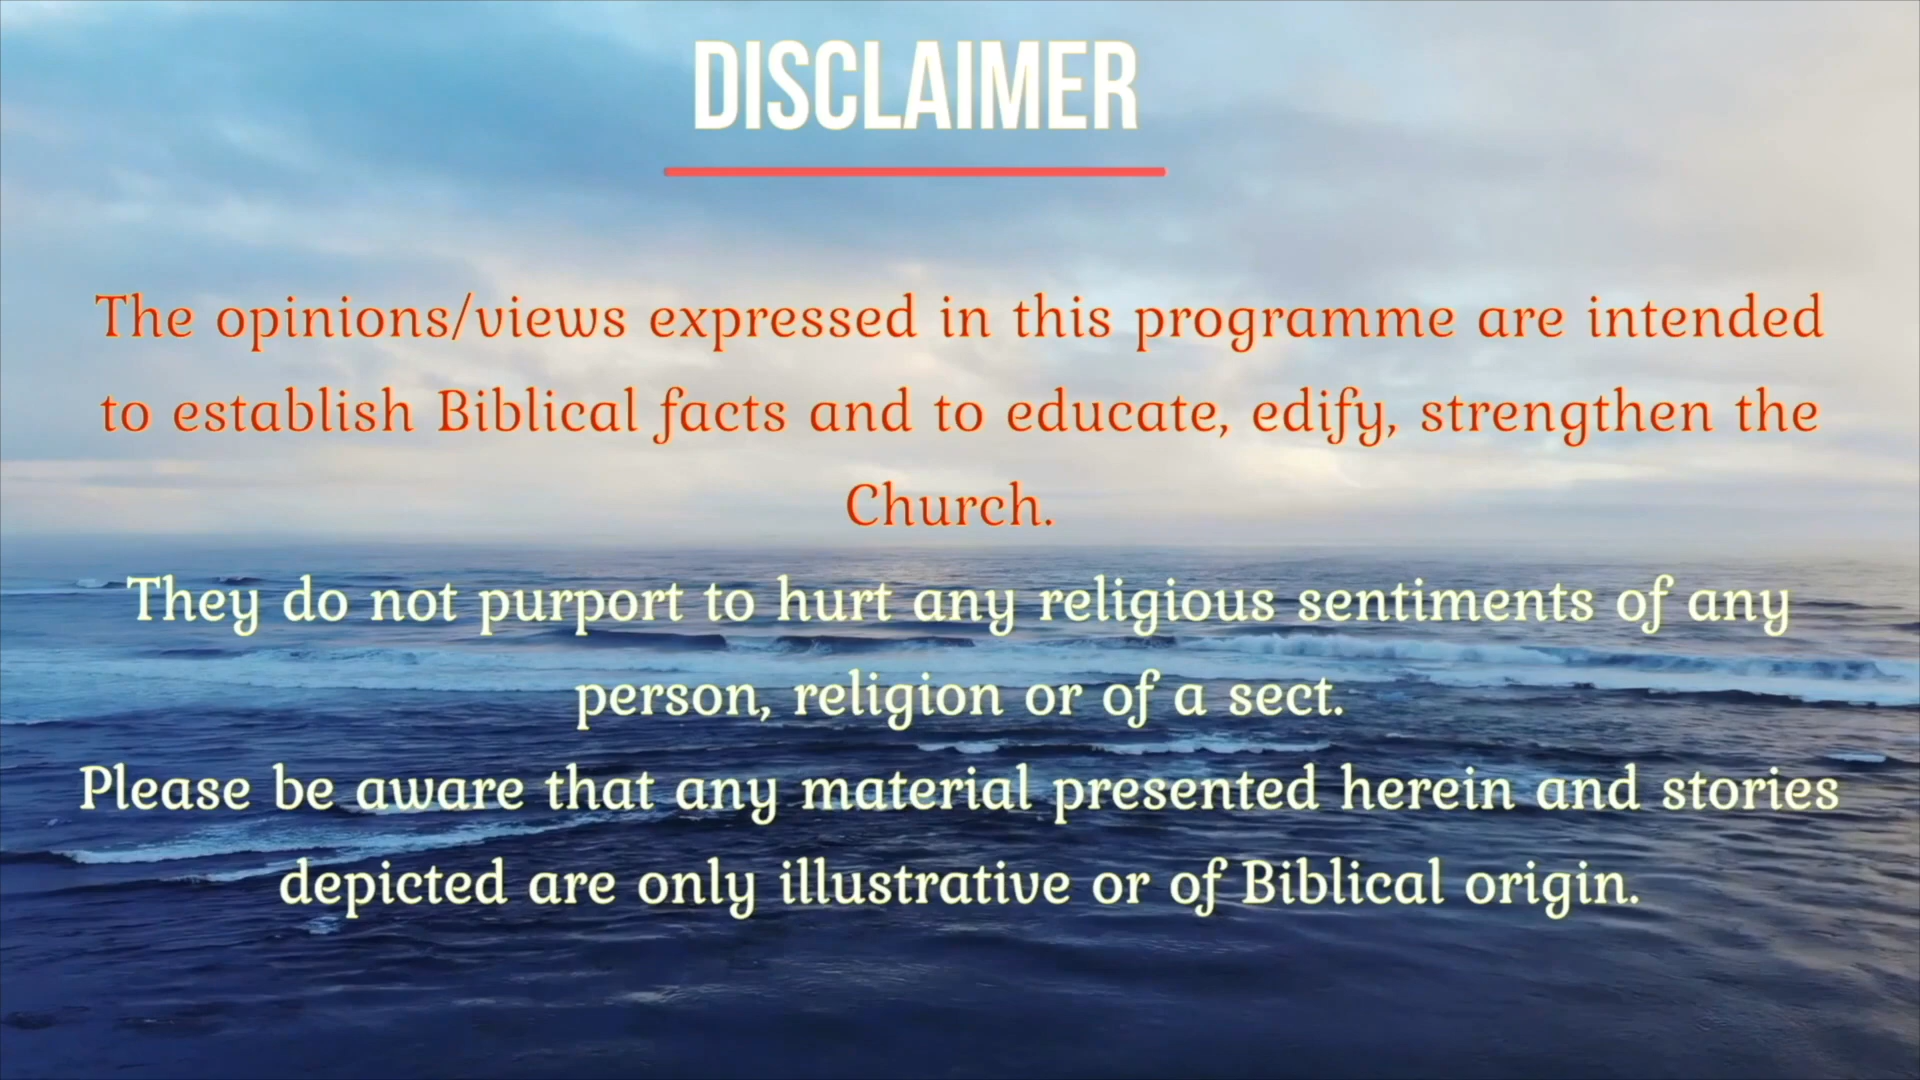 DISCLAIMER
The opinions/views expressed in this programme are intended
to establish Biblical facts and to educate, edify, strengthen the
Church.
They do not purport to hurt any religious sentiments of any
person, religion or of a sect.
Please be aware that any material presented herein and stories
depicted are only illustrative or of Biblical origin.